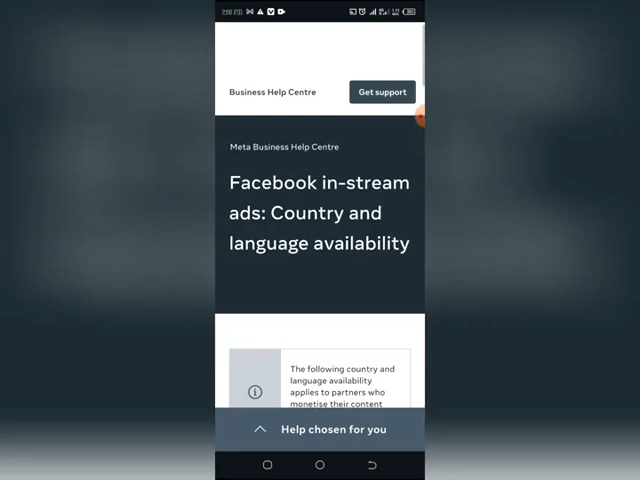 Business Help Centre
Get support
Meta Business Help Centre
Facebook in-stream
ads: Country and
language availability
The following country and
language availability
applies to partners who
monetise their content
Help chosen for you